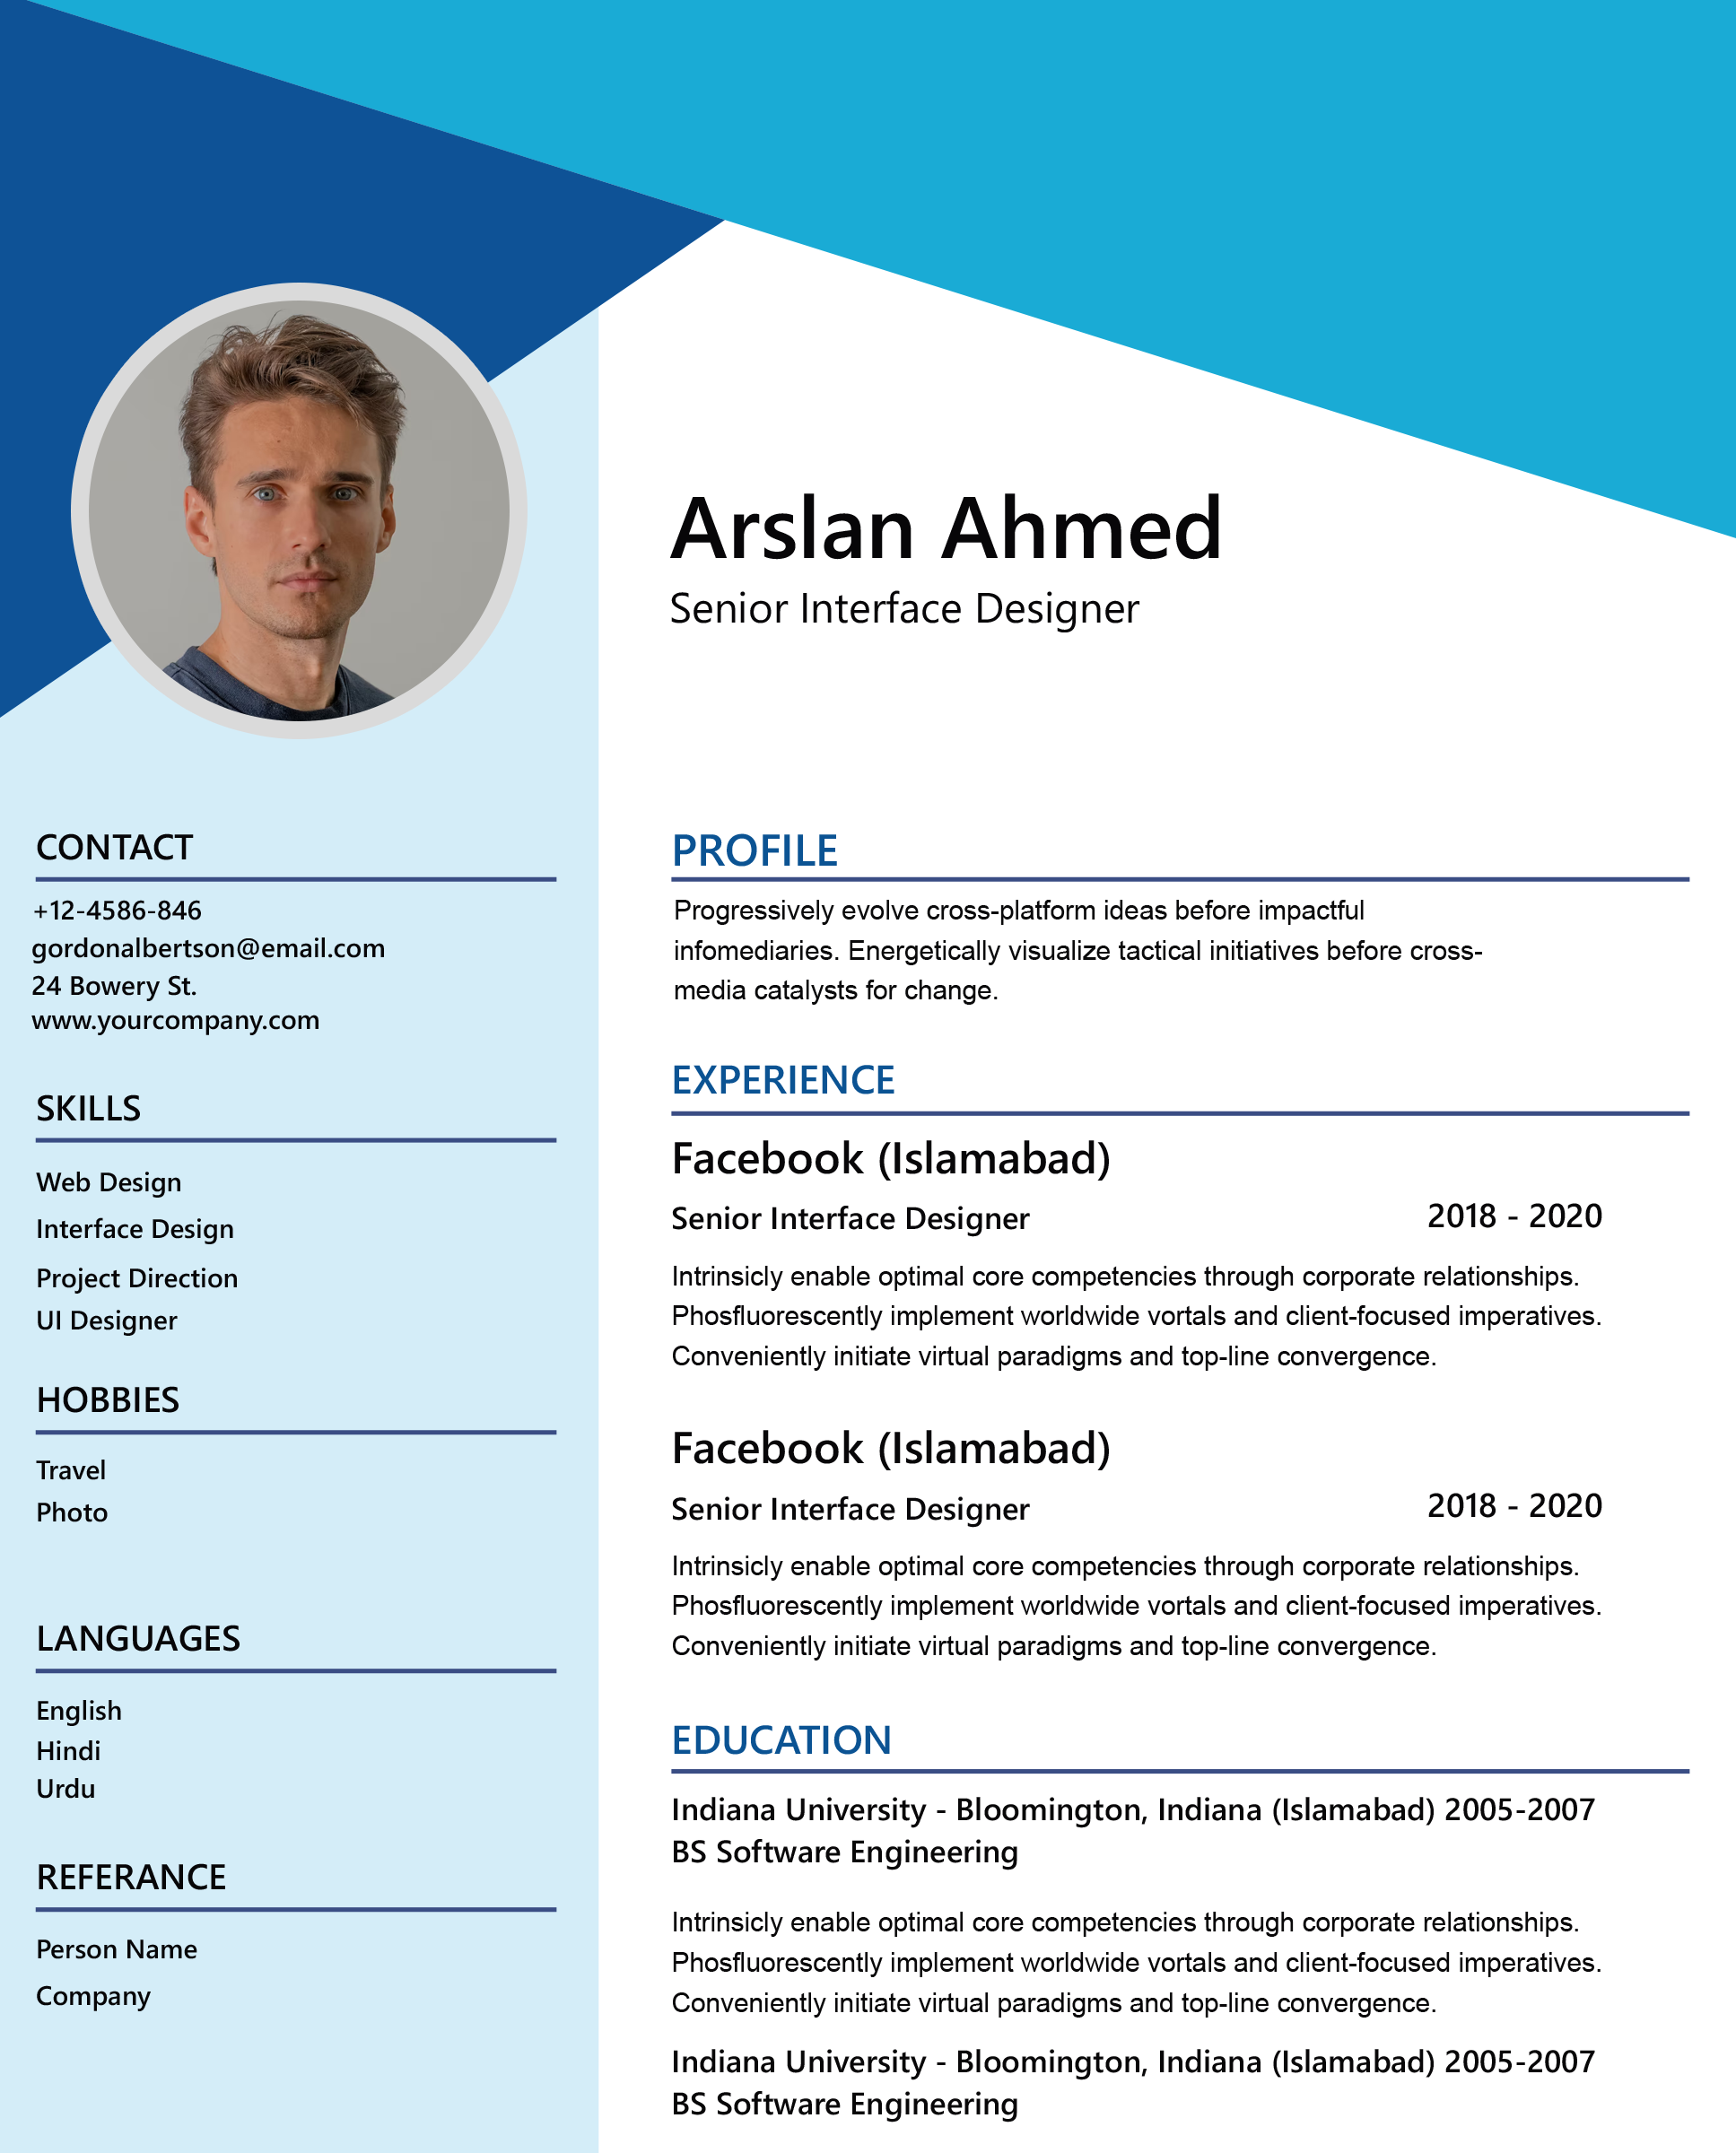 Arslan Ahmed
Senior Interface Designer
CONTACT
+12-4586-846
gordonalbertson@email.com
24 Bowery St.
www.yourcompany.com
SKILLS
Web Design
Interface Design
Project Direction
UI Designer
HOBBIES
Travel
Photo
LANGUAGES
English
Hindi
Urdu
REFERANCE
Person Name
Company
PROFILE
Progressively evolve cross-platform ideas before impactful
infomediaries. Energetically visualize tactical initiatives before cross-
media catalysts for change.
EXPERIENCE
Facebook (Islamabad)
Senior Interface Designer 2018 - 2020
Intrinsicly enable optimal core competencies through corporate relationships.
Phosfluorescently implement worldwide vortals and client-focused imperatives.
Conveniently initiate virtual paradigms and top-line convergence.
Facebook (Islamabad)
Senior Interface Designer 2018 - 2020
Intrinsicly enable optimal core competencies through corporate relationships.
Phosfluorescently implement worldwide vortals and client-focused imperatives.
Conveniently initiate virtual paradigms and top-line convergence.
EDUCATION
Indiana University - Bloomington, Indiana (Islamabad) 2005-2007
BS Software Engineering
Intrinsicly enable optimal core competencies through corporate relationships.
Phosfluorescently implement worldwide vortals and client-focused imperatives.
Conveniently initiate virtual paradigms and top-line convergence.
Indiana University - Bloomington, Indiana (Islamabad) 2005-2007
BS Software Engineering